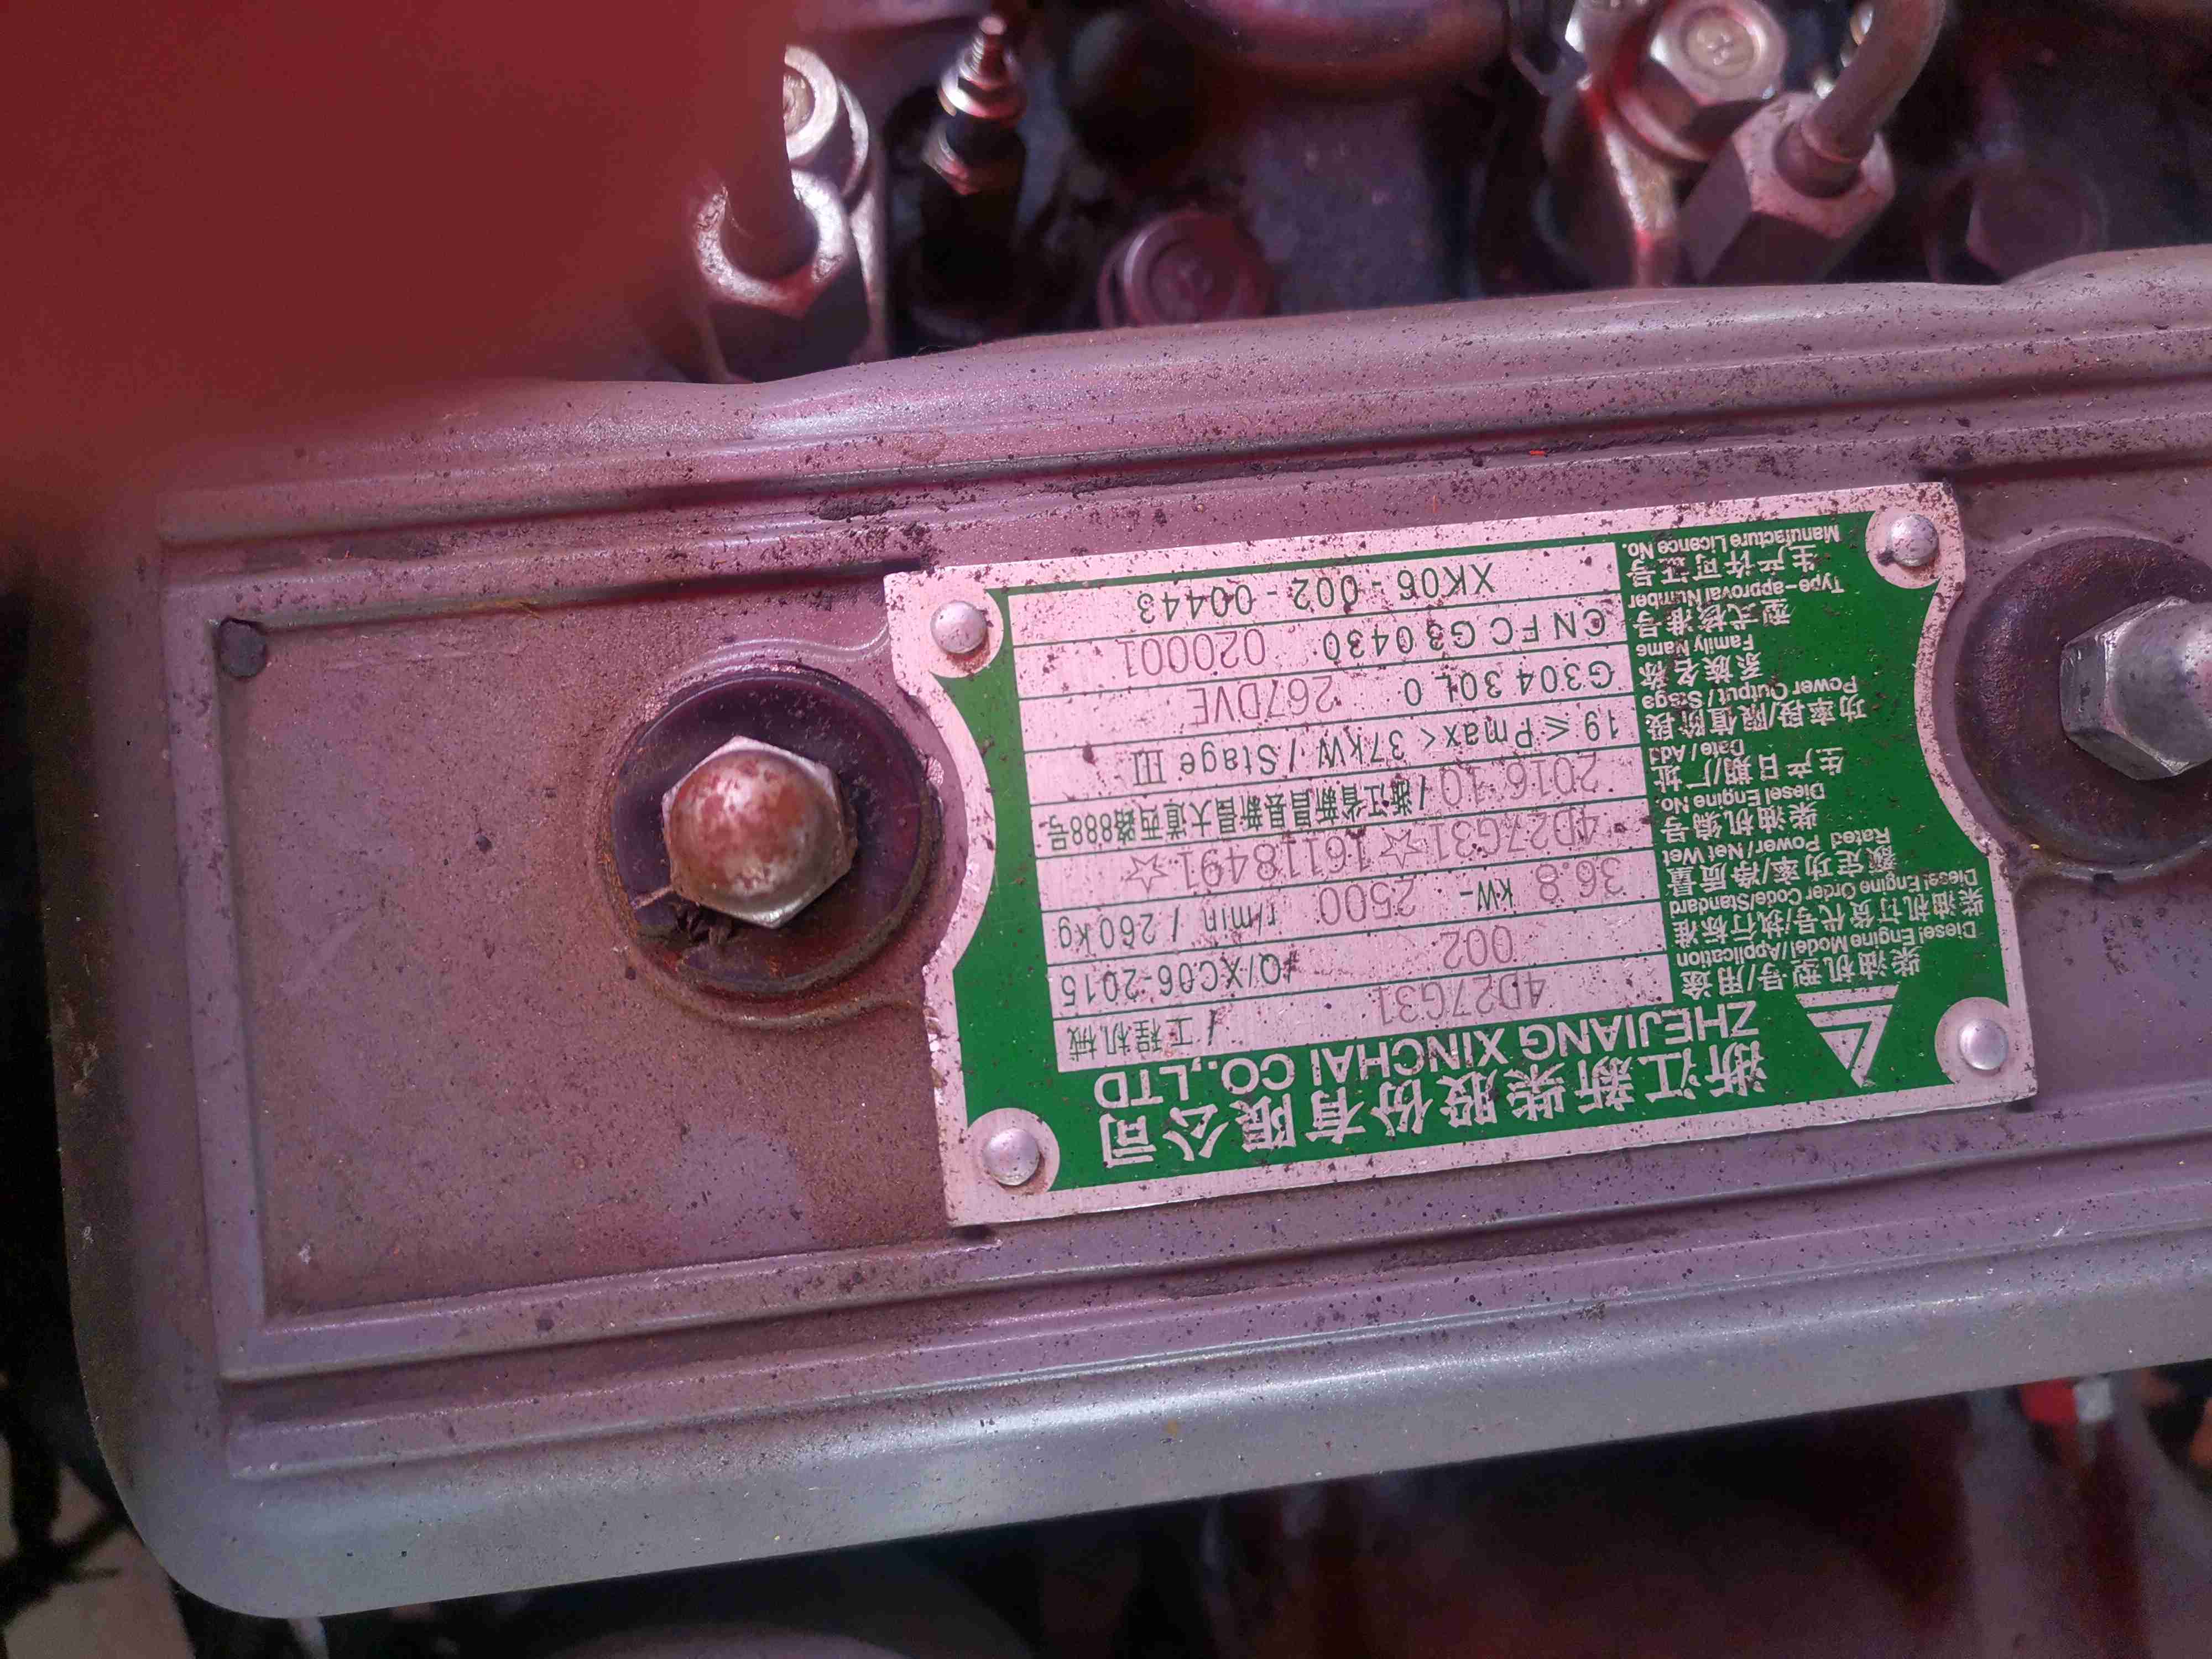 浙江新柴股份有限公司
ZHEJIANG XINCHAI CO.,LTD
柴油机型号/用途 4D27G31 / 工程机械
Diesel Engine Model / Application
柴油机订货代号/执行标准 002 Q/XC06-2015
Diesel Engine Order Code/Standard
额定功率/净质量 36.8 kW- 2500 r/min / 260kg
Rated Power / Net Wet
柴油机编号 4D27G31☆16118491☆
Diesel Engine No.
生产日期/厂址 2016.10 / 浙江省新昌县新昌大道西路888号
Date / Add
功率段/限值阶段 19≤Pmax<37kW / Stage III
Power Output / Stage
系族名称 G304 30L0 267DVE
Family Name
型式核准号 CNFC G3 0430 020001
Type-approval Number
生产许可证号 XK06-002-00443
Manufacture Licence No.